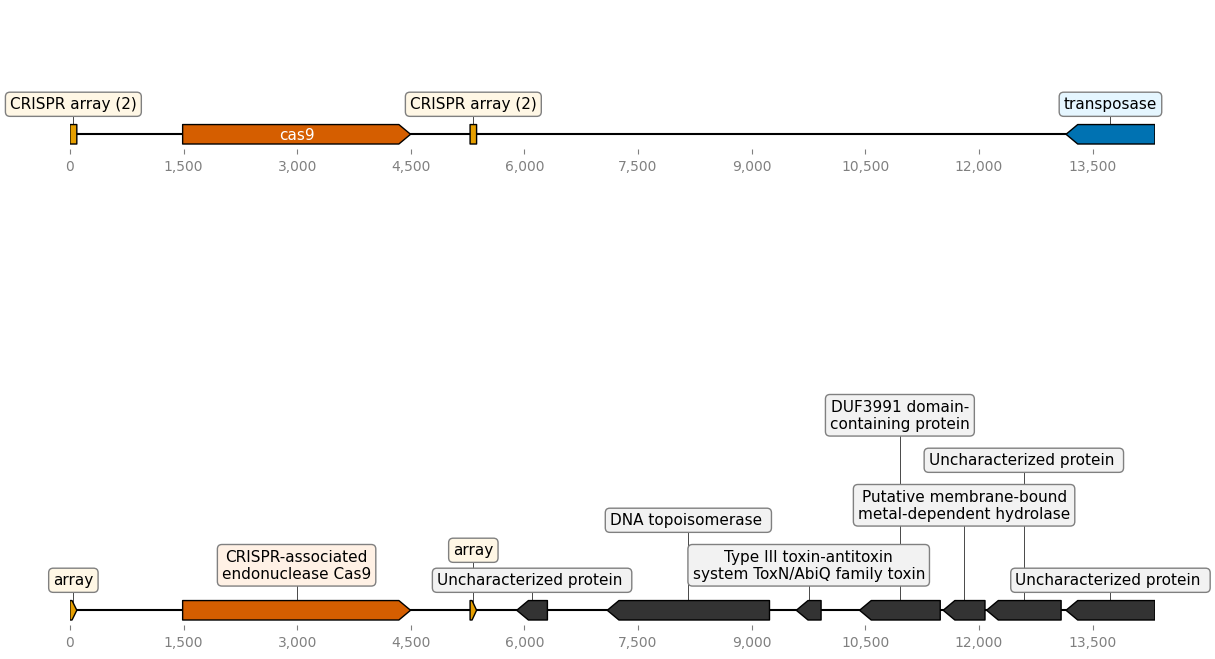 CRISPR array (2)
CRISPR array (2)
transposase
cas9
0
1,500
3,000
4,500
6,000
7,500
9,000
10,500
12,000
13,500
DUF3991 domain-
containing protein
Uncharacterized protein
Putative membrane-bound
metal-dependent hydrolase
DNA topoisomerase
array
CRISPR-associated
endonuclease Cas9
Type III toxin-antitoxin
system ToxN/AbiQ family toxin
array
Uncharacterized protein
Uncharacterized protein
0
1,500
3,000
4,500
6,000
7,500
9,000
10,500
12,000
13,500